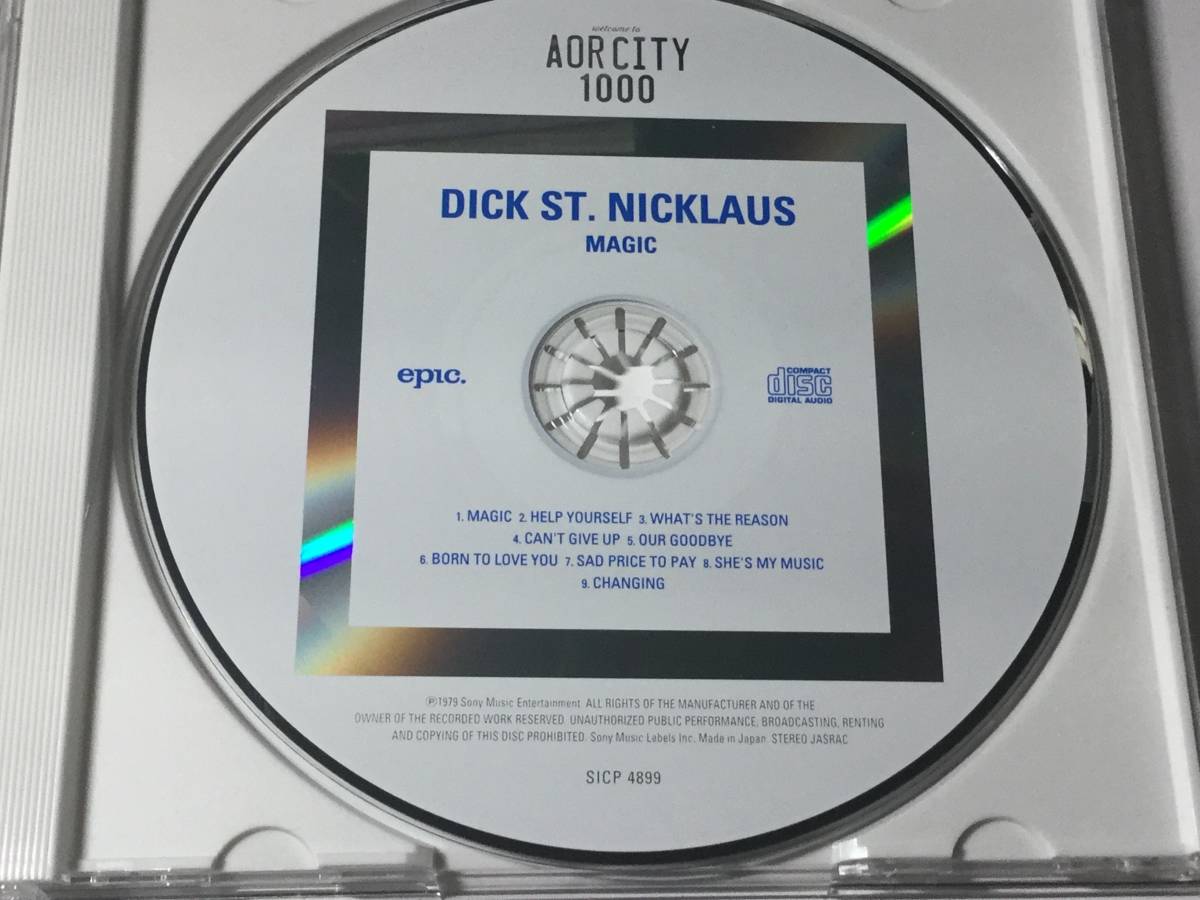 welcome to
AOR CITY
1000
DICK ST. NICKLAUS
MAGIC
epic.
COMPACT
disc
DIGITAL AUDIO
1. MAGIC 2. HELP YOURSELF 3. WHAT'S THE REASON
4. CAN'T GIVE UP 5. OUR GOODBYE
6. BORN TO LOVE YOU 7. SAD PRICE TO PAY 8. SHE'S MY MUSIC
9. CHANGING
℗1979 Sony Music Entertainment. ALL RIGHTS OF THE MANUFACTURER AND OF THE
OWNER OF THE RECORDED WORK RESERVED. UNAUTHORIZED PUBLIC PERFORMANCE, BROADCASTING, RENTING
AND COPYING OF THIS DISC PROHIBITED. Sony Music Labels Inc. Made in Japan. STEREO JASRAC
SICP 4899